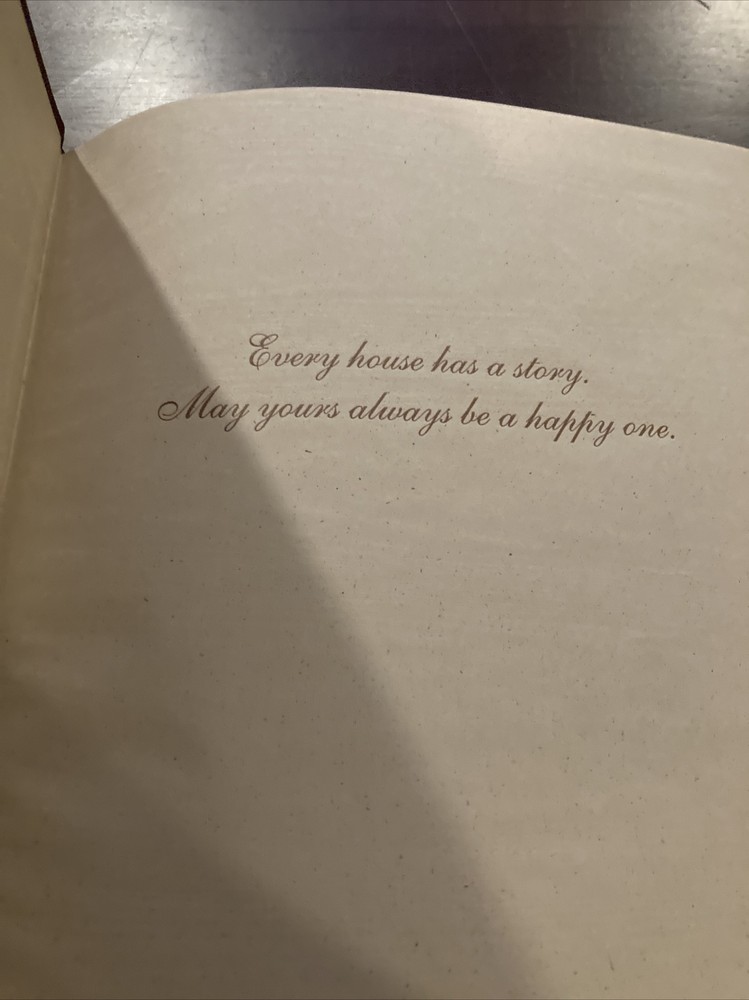 Every house has a story.
May yours always be a happy one.